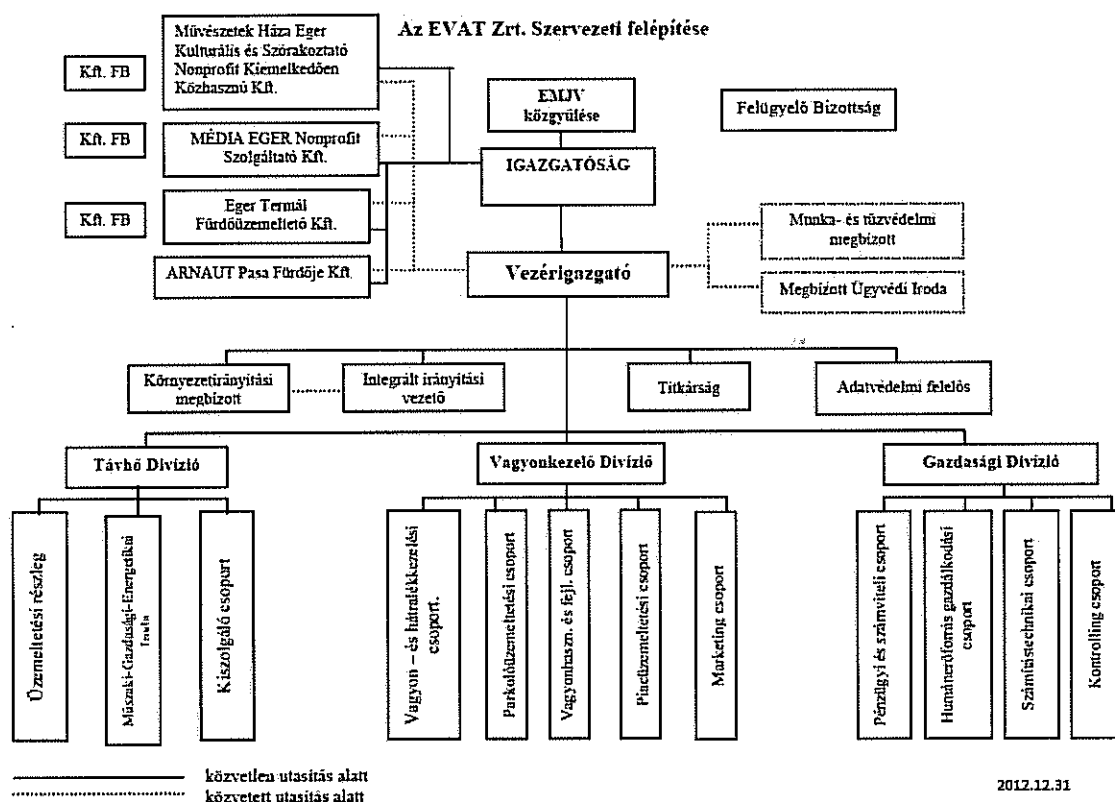 Az EVAT Zrt. Szervezeti felépítése
Kft. FB
Művészetek Háza Eger
Kulturális és Szórakoztató
Nonprofit Kiemelkedően
Közhasznú Kft.
EMJV
közgyűlése
Felügyelő Bizottság
Kft. FB
MÉDIA EGER Nonprofit
Szolgáltató Kft.
IGAZGATÓSÁG
Kft. FB
Eger Termál
Fürdőüzemeltető Kft.
Munka- és tűzvédelmi
megbízott
ARNAUT Pasa Fürdője Kft.
Vezérigazgató
Megbízott Ügyvédi Iroda
Környezetirányítási
megbízott
Integrált irányítási
vezető
Titkárság
Adatvédelmi felelős
Távhő Divízió
Vagyonkezelő Divízió
Gazdasági Divízió
Üzemeltetési részleg
Műszaki-Gazdasági-Energetikai
Iroda
Kiszolgáló csoport
Vagyon – és hátralékkezelési
csoport.
Parkolóüzemeltetési csoport
Vagyonhaszn. és fejl. csoport
Piacüzemeltetési csoport
Marketing csoport
Pénzügyi és számviteli csoport
Humánerőforrás gazdálkodási
csoport
Számítástechnikai csoport
Kontrolling csoport
közvetlen utasítás alatt
közvetett utasítás alatt
2012.12.31